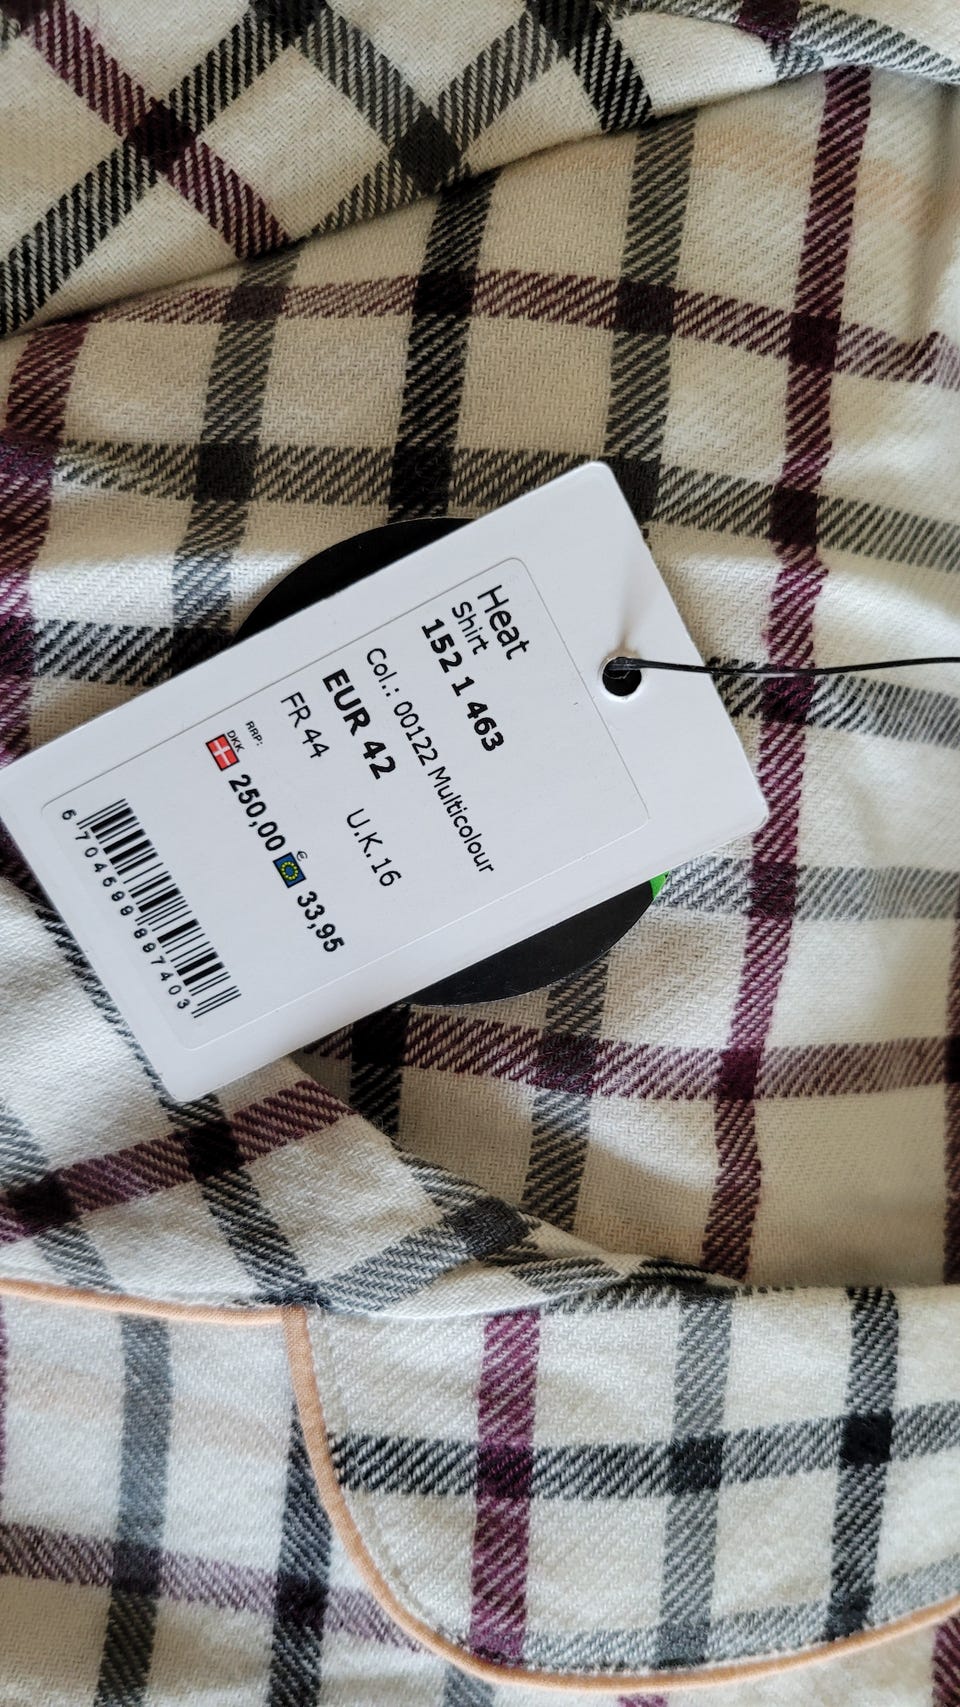 Heat
Shirt
152 1 463
Col.: 00122 Multicolour
EUR 42
FR 44 U.K.16
RRP:
DKK €
250,00 33,95